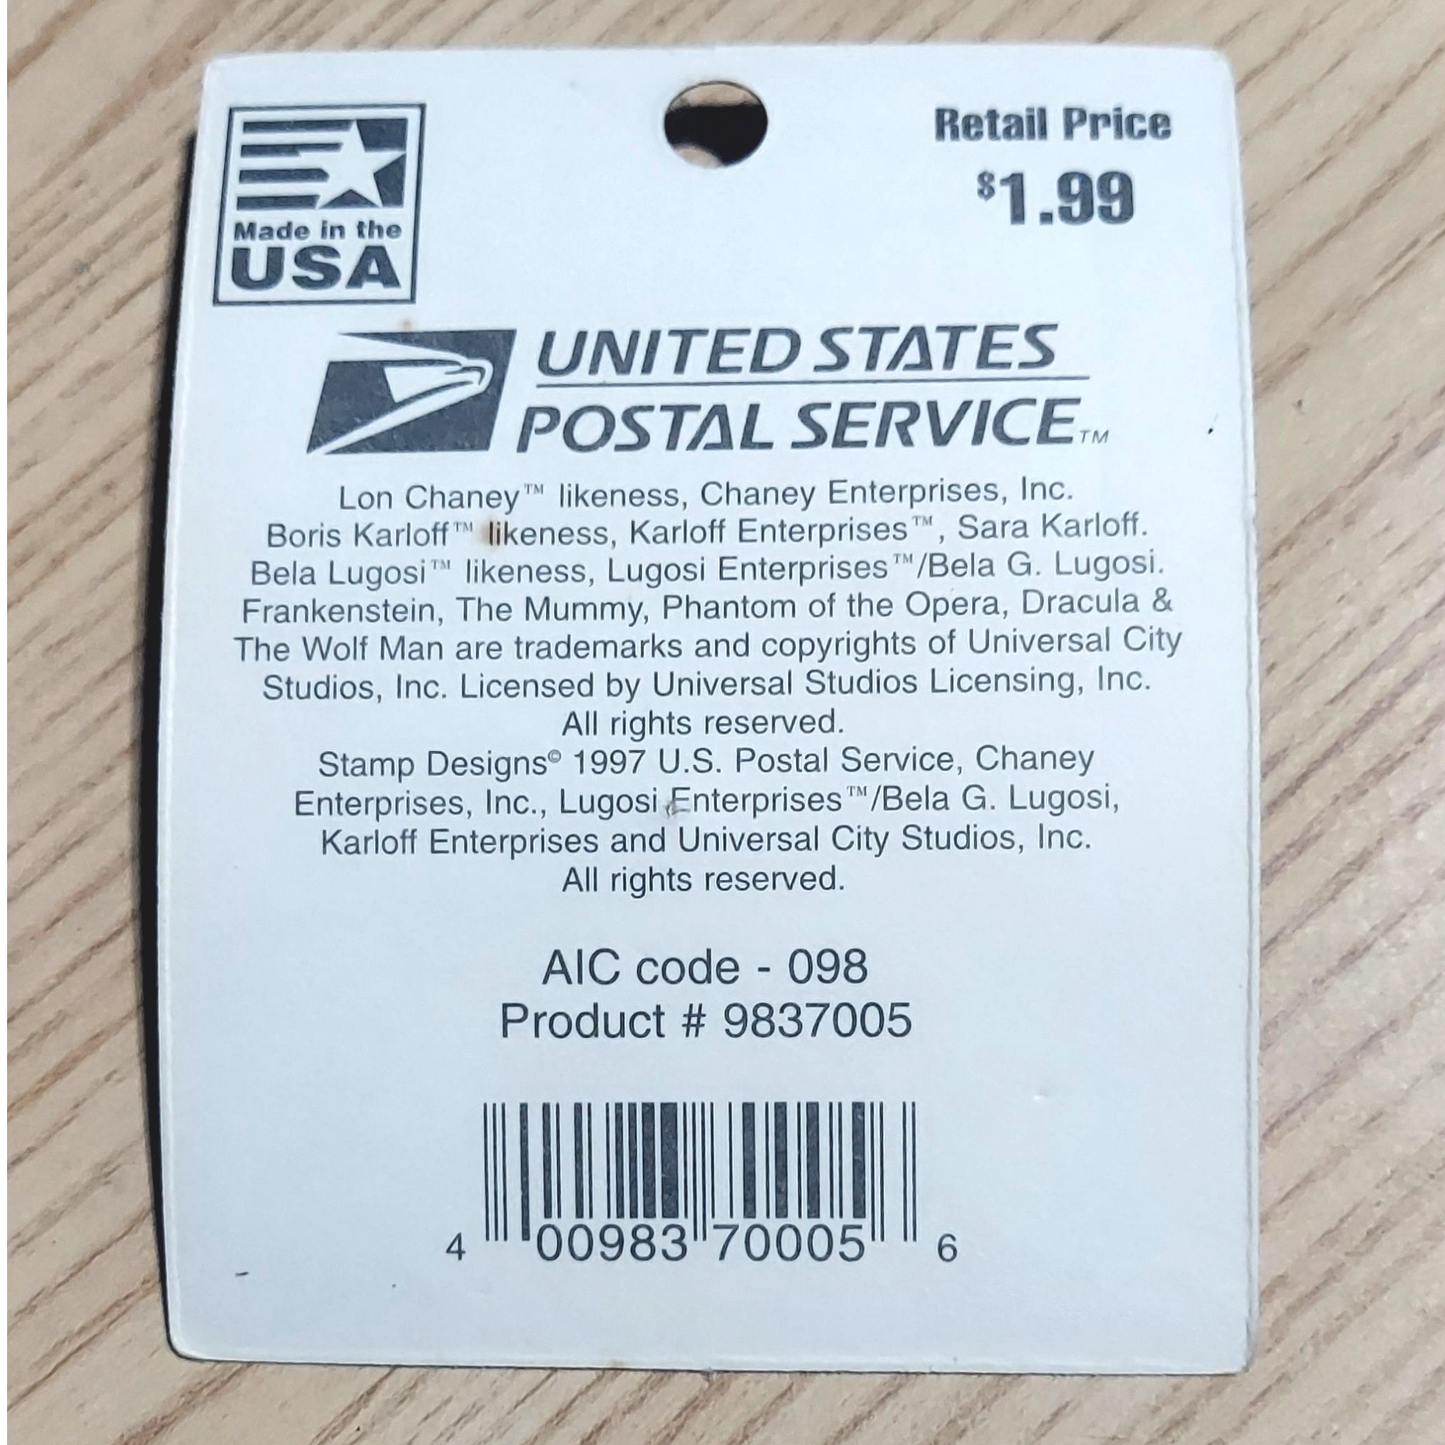 Made in the
USA
Retail Price
$1.99
UNITED STATES
POSTAL SERVICE™
Lon Chaney™ likeness, Chaney Enterprises, Inc.
Boris Karloff™ likeness, Karloff Enterprises™, Sara Karloff.
Bela Lugosi™ likeness, Lugosi Enterprises™/Bela G. Lugosi.
Frankenstein, The Mummy, Phantom of the Opera, Dracula &
The Wolf Man are trademarks and copyrights of Universal City
Studios, Inc. Licensed by Universal Studios Licensing, Inc.
All rights reserved.
Stamp Designs© 1997 U.S. Postal Service, Chaney
Enterprises, Inc., Lugosi Enterprises™/Bela G. Lugosi,
Karloff Enterprises and Universal City Studios, Inc.
All rights reserved.
AIC code - 098
Product # 9837005
4 00983 70005 6